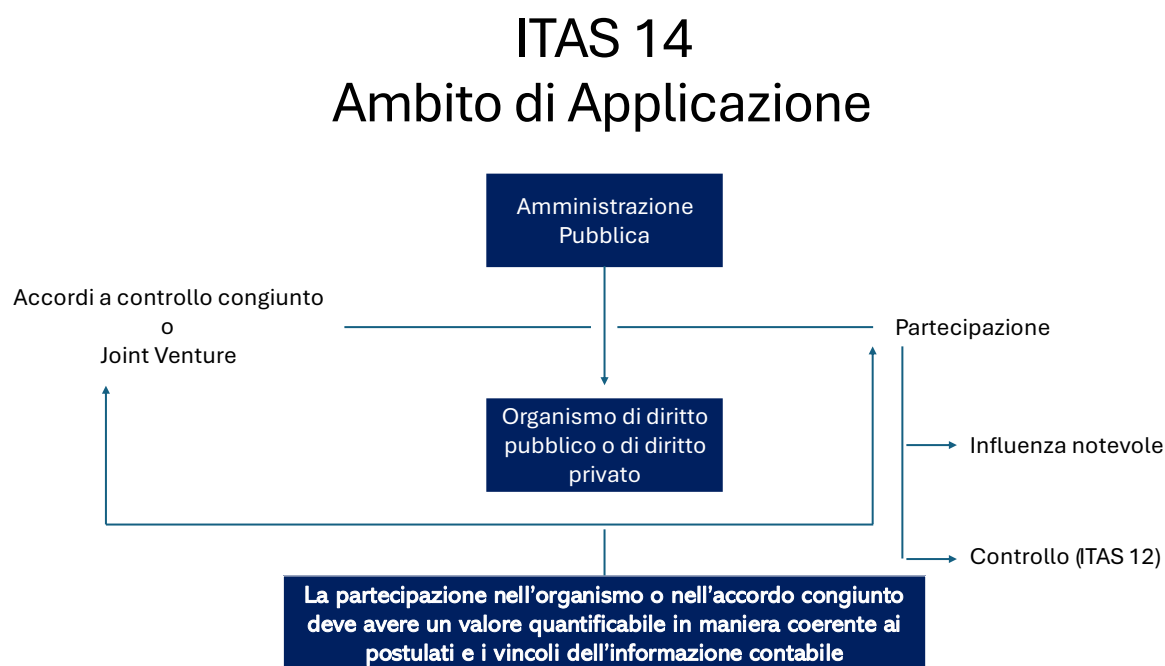 ITAS 14
Ambito di Applicazione
Amministrazione
Pubblica
Accordi a controllo congiunto
o
Joint Venture
Partecipazione
Organismo di diritto
pubblico o di diritto
privato
Influenza notevole
Controllo (ITAS 12)
La partecipazione nell'organismo o nell'accordo congiunto
deve avere un valore quantificabile in maniera coerente ai
postulati e i vincoli dell'informazione contabile